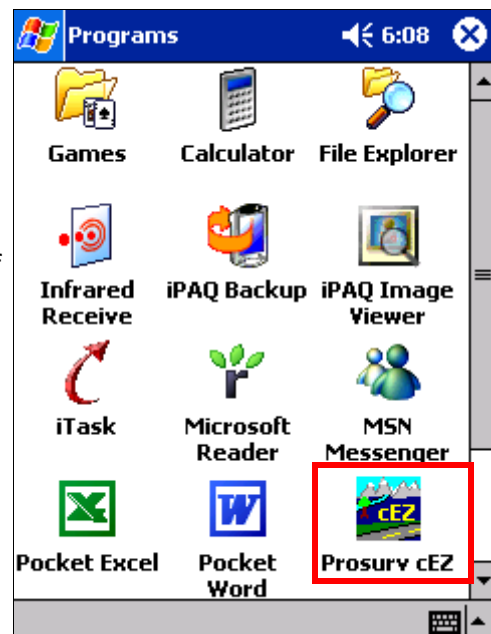 Programs 6:08
Games Calculator File Explorer
Infrared iPAQ Backup iPAQ Image
Receive Viewer
iTask Microsoft MSN
Reader Messenger
cEZ
Pocket Excel Pocket Prosurv cEZ
Word